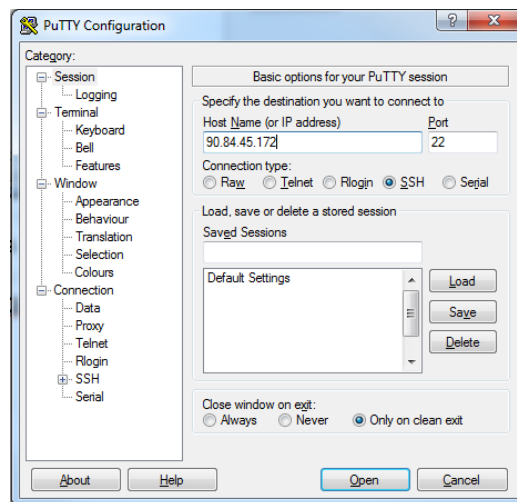 PuTTY Configuration
Category:
Session
Logging
Terminal
Keyboard
Bell
Features
Window
Appearance
Behaviour
Translation
Selection
Colours
Connection
Data
Proxy
Telnet
Rlogin
SSH
Serial
Basic options for your PuTTY session
Specify the destination you want to connect to
Host Name (or IP address) Port
90.84.45.172 22
Connection type:
Raw Telnet Rlogin SSH Serial
Load, save or delete a stored session
Saved Sessions
Default Settings
Load
Save
Delete
Close window on exit:
Always Never Only on clean exit
About Help Open Cancel